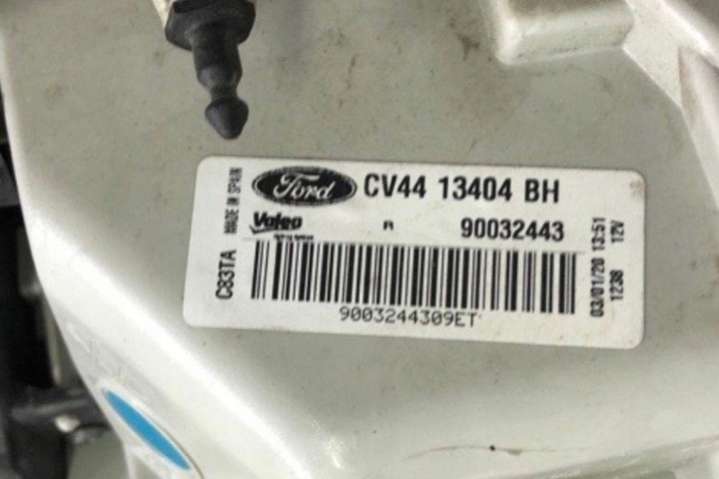 MADE IN SPAIN
C83TA
Ford
CV44 13404 BH
Valeo
R
90032443
9003244309ET
03/01/20 13:51
1238 12V